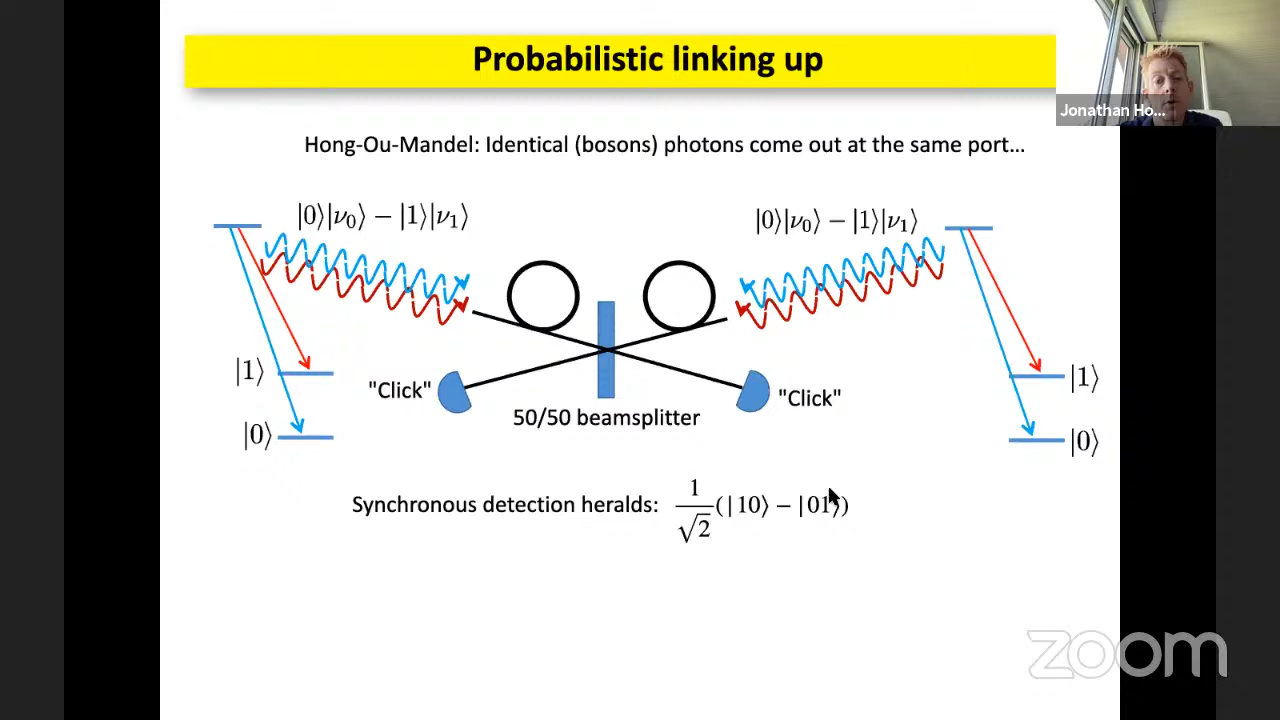 Probabilistic linking up
Jonathan Ho...
Hong-Ou-Mandel: Identical (bosons) photons come out at the same port...
|0⟩|ν₀⟩ − |1⟩|ν₁⟩
|0⟩|ν₀⟩ − |1⟩|ν₁⟩
|1⟩
"Click"
"Click"
|1⟩
50/50 beamsplitter
|0⟩
|0⟩
Synchronous detection heralds: 1/√2(|10⟩ − |01⟩)
zoom